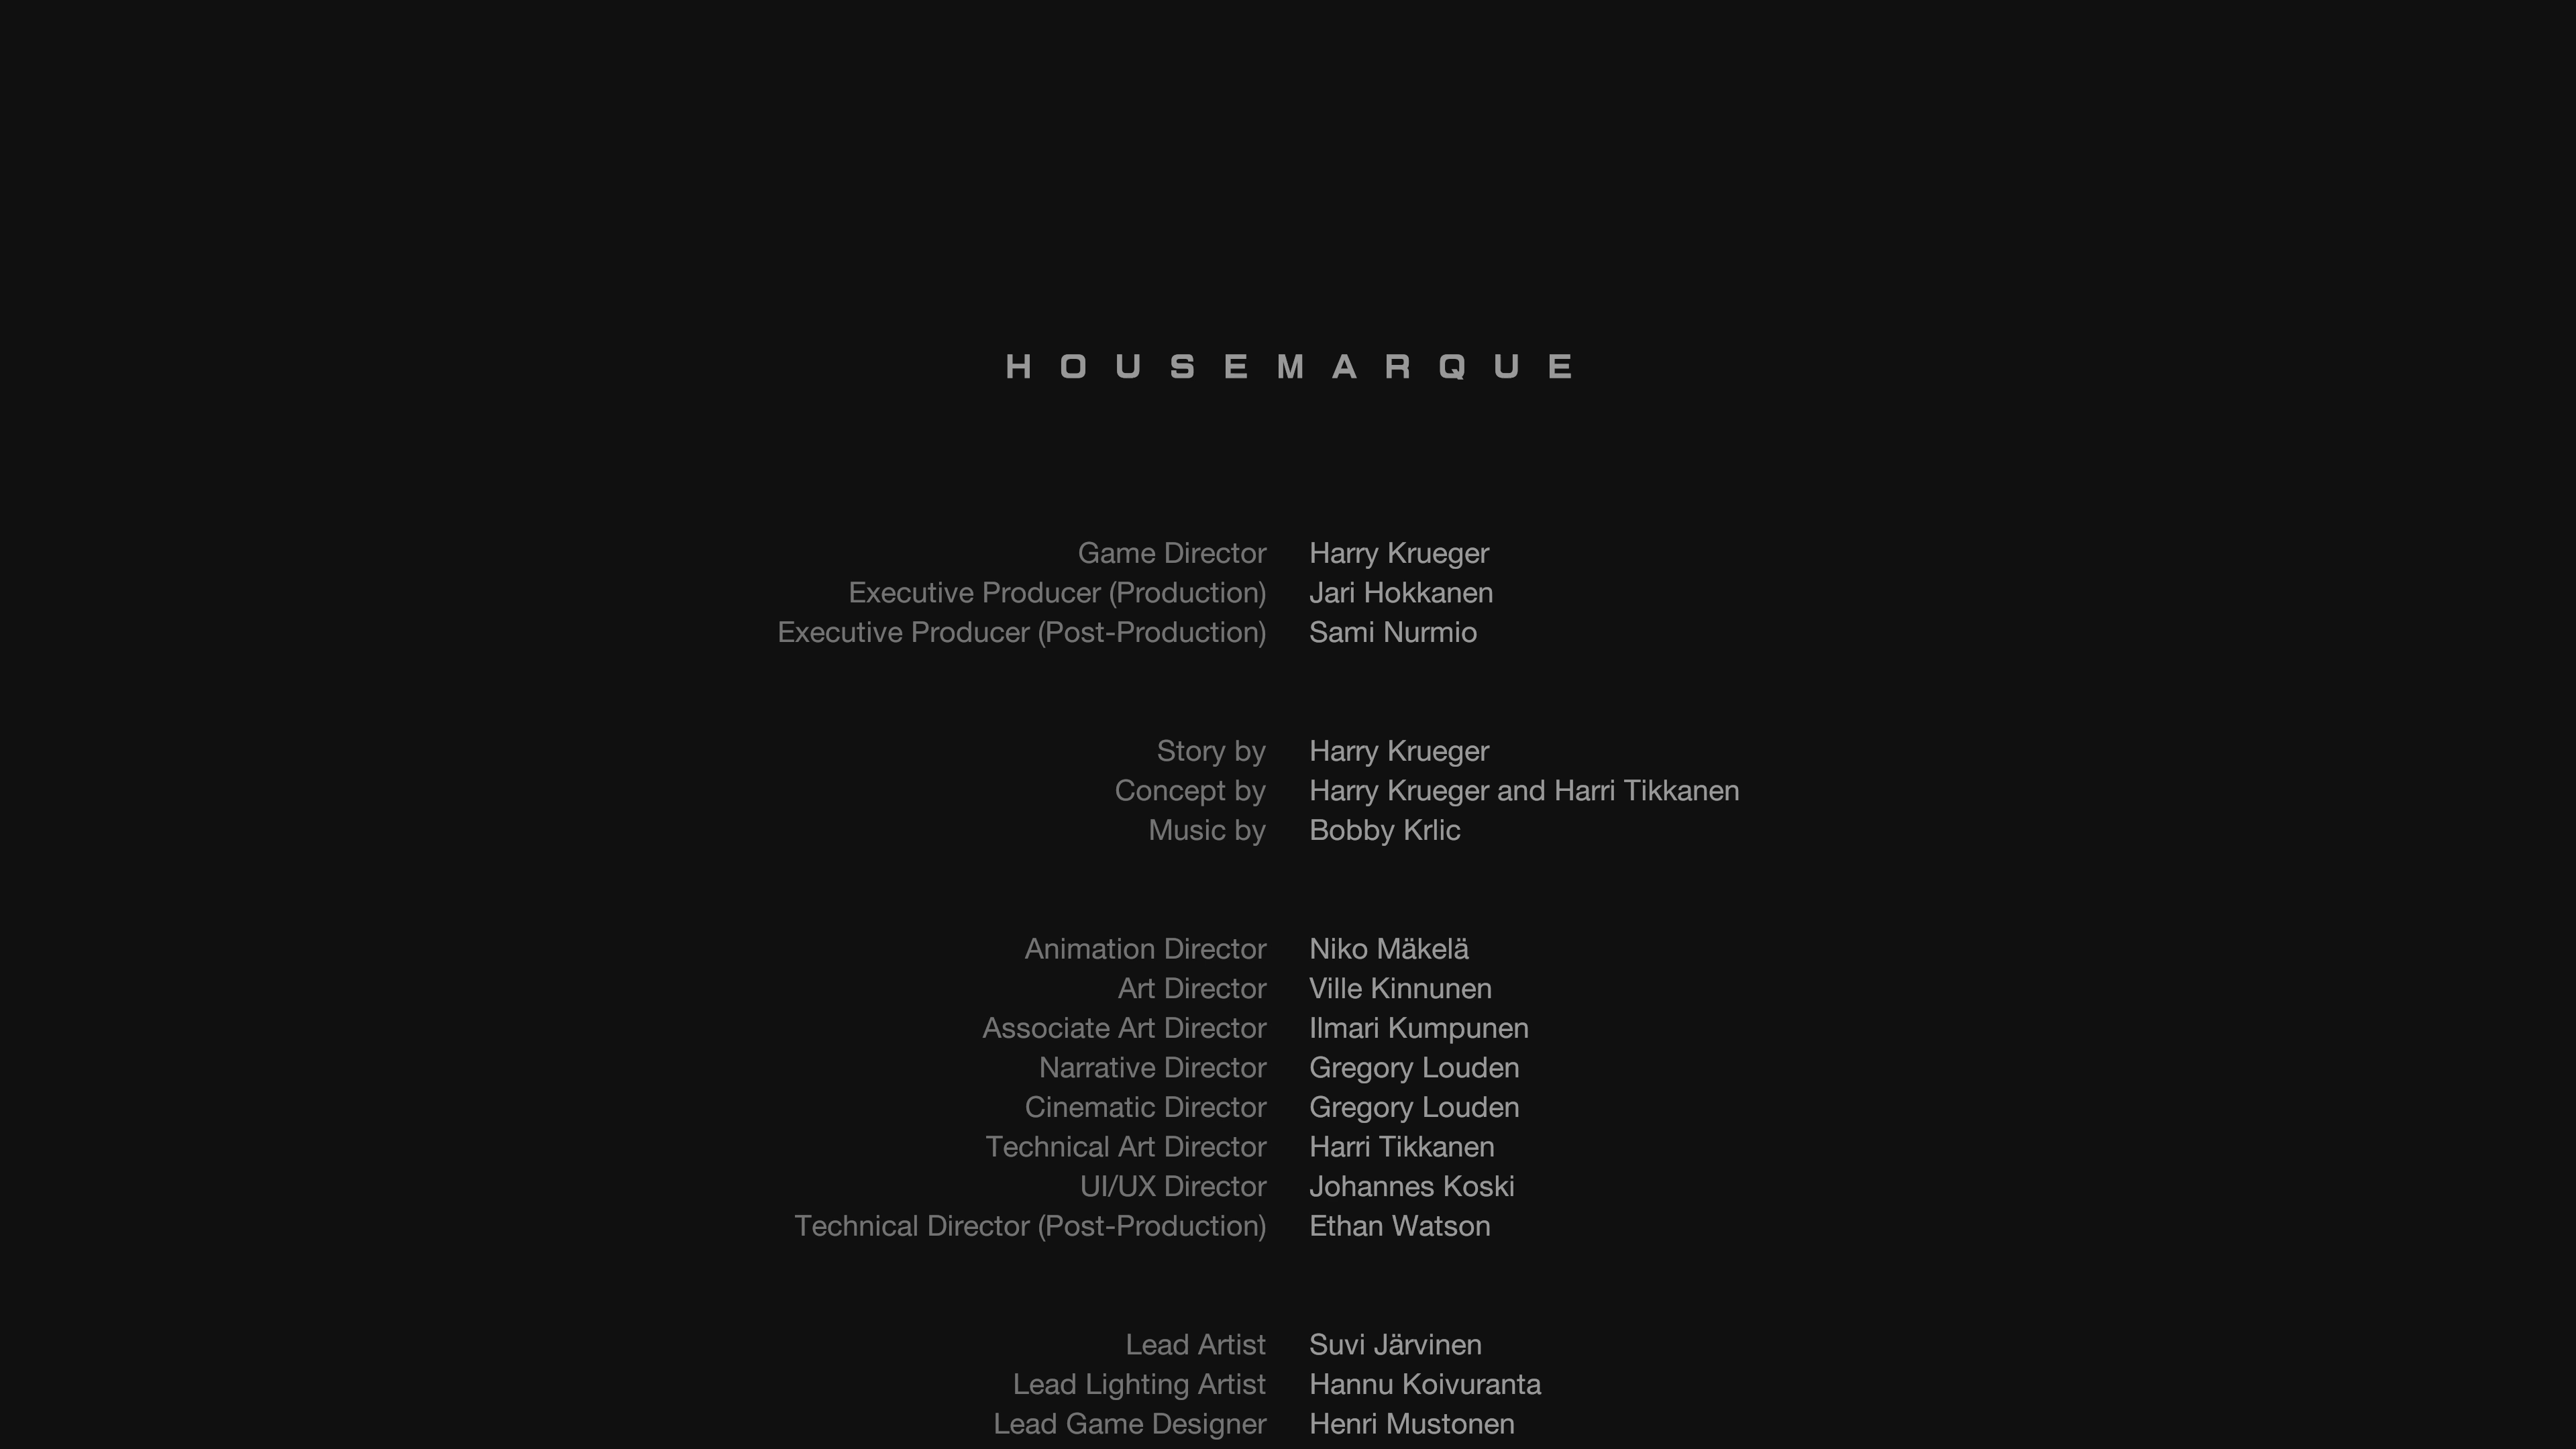 HOUSEMARQUE
Game Director Harry Krueger
Executive Producer (Production) Jari Hokkanen
Executive Producer (Post-Production) Sami Nurmio
Story by Harry Krueger
Concept by Harry Krueger and Harri Tikkanen
Music by Bobby Krlic
Animation Director Niko Mäkelä
Art Director Ville Kinnunen
Associate Art Director Ilmari Kumpunen
Narrative Director Gregory Louden
Cinematic Director Gregory Louden
Technical Art Director Harri Tikkanen
UI/UX Director Johannes Koski
Technical Director (Post-Production) Ethan Watson
Lead Artist Suvi Järvinen
Lead Lighting Artist Hannu Koivuranta
Lead Game Designer Henri Mustonen